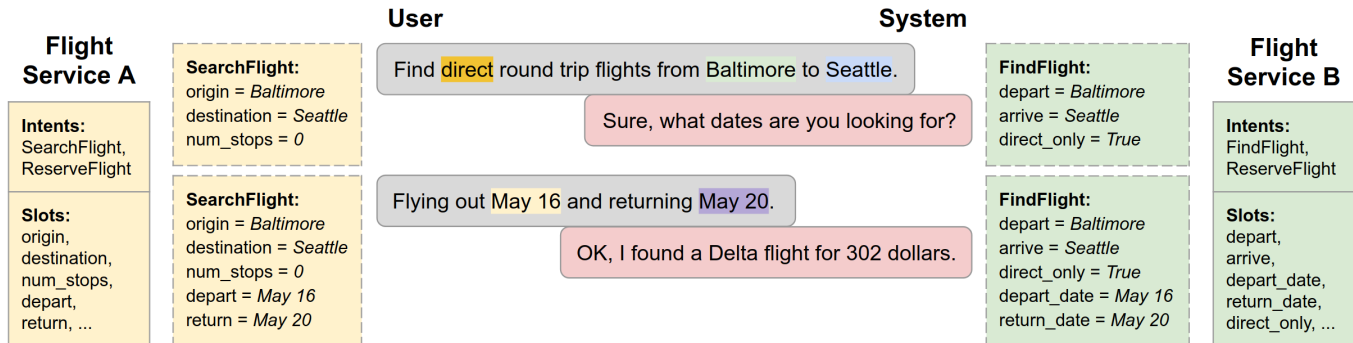 User
System
Flight
Service A
Intents:
SearchFlight,
ReserveFlight
Slots:
origin,
destination,
num_stops,
depart,
return, ...
SearchFlight:
origin = Baltimore
destination = Seattle
num_stops = 0
Find direct round trip flights from Baltimore to Seattle.
Sure, what dates are you looking for?
FindFlight:
depart = Baltimore
arrive = Seattle
direct_only = True
SearchFlight:
origin = Baltimore
destination = Seattle
num_stops = 0
depart = May 16
return = May 20
Flying out May 16 and returning May 20.
OK, I found a Delta flight for 302 dollars.
FindFlight:
depart = Baltimore
arrive = Seattle
direct_only = True
depart_date = May 16
return_date = May 20
Flight
Service B
Intents:
FindFlight,
ReserveFlight
Slots:
depart,
arrive,
depart_date,
return_date,
direct_only, ...